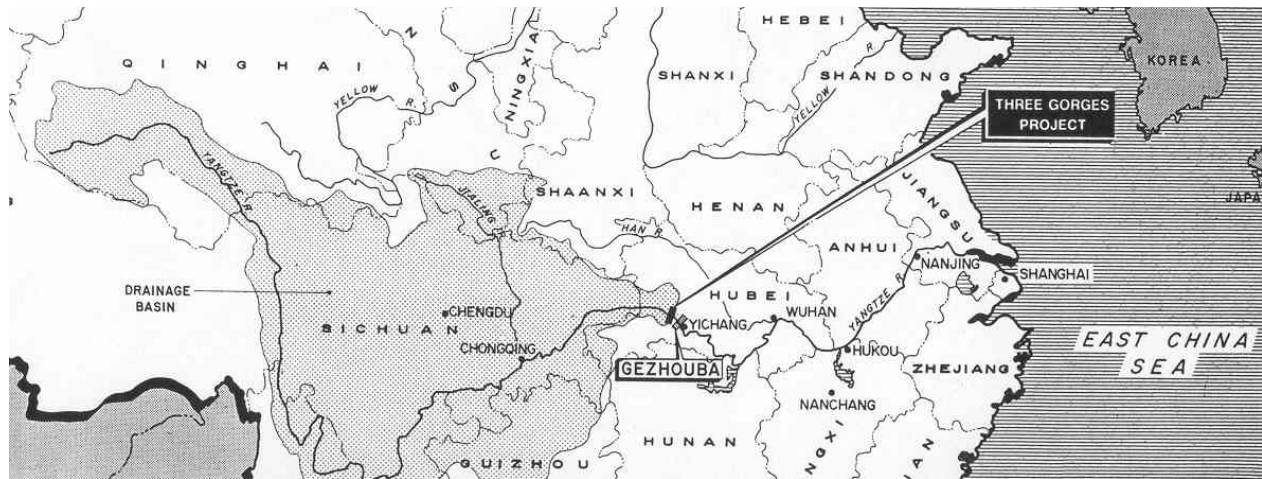 HEBEI
QINGHAI
N
S
U
NINGXIA
SHANXI
SHANDONG
KOREA
YELLOW R.
YELLOW R
THREE GORGES
PROJECT
YANGTZE R.
JIALING R.
SHAANXI
HENAN
JIANGSU
JAPA
HAN R.
ANHUI
NANJING
SHANGHAI
DRAINAGE
BASIN
HUBEI
WUHAN
YANGTZE R
CHENGDU
SICHUAN
YICHANG
CHONGQING
HUKOU
EAST CHINA
SEA
GEZHOUBA
ZHEJIANG
NANCHANG
HUNAN
NGXI
IAN
GUIZHOU